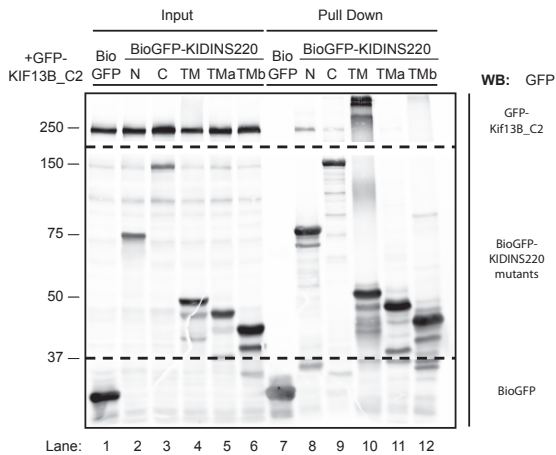 Input Pull Down
+GFP-
KIF13B_C2
Bio
GFP
BioGFP-KIDINS220
N C TM TMa TMb
Bio
GFP
BioGFP-KIDINS220
N C TM TMa TMb
WB: GFP
250
150
75
50
37
GFP-
Kif13B_C2
BioGFP-
KIDINS220
mutants
BioGFP
Lane: 1 2 3 4 5 6 7 8 9 10 11 12